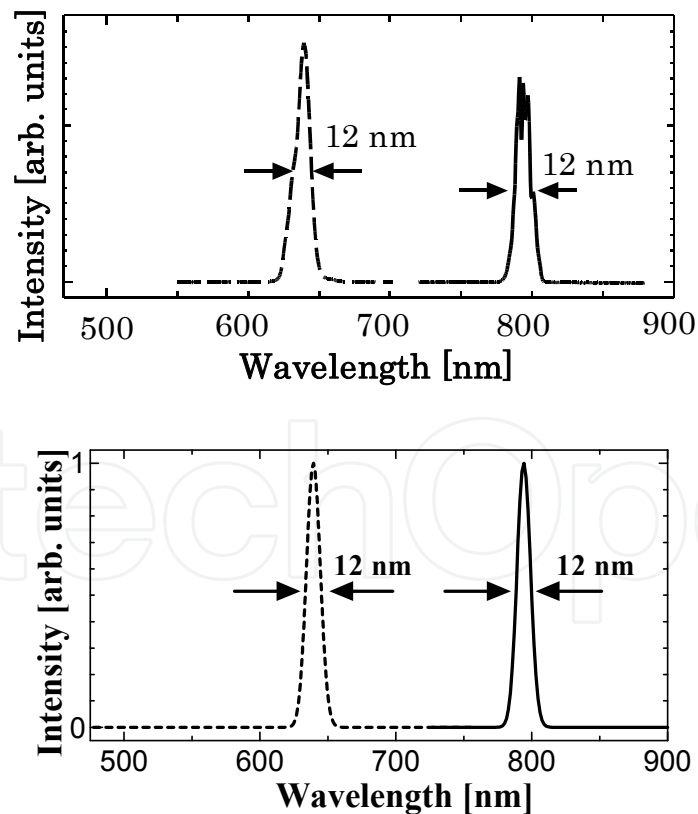 Intensity [arb. units]
12 nm
12 nm
500 600 700 800 900
Wavelength [nm]
Intensity [arb. units]
1
0
12 nm
12 nm
500 600 700 800 900
Wavelength [nm]
techOp